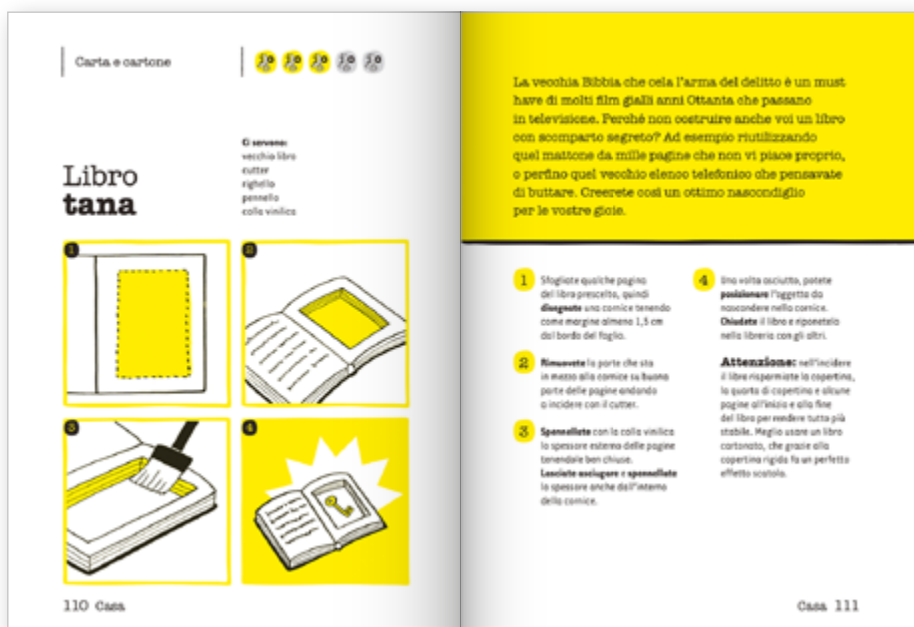 Carta e cartone
Libro
tana
Ci servono:
vecchio libro
cutter
righello
pennello
colla vinilica
1
2
3
4
110 Casa
La vecchia Bibbia che cela l'arma del delitto è un must
have di molti film gialli anni Ottanta che passano
in televisione. Perché non costruire anche voi un libro
con scomparto segreto? Ad esempio riutilizzando
quel mattone da mille pagine che non vi piace proprio,
o perfino quel vecchio elenco telefonico che pensavate
di buttare. Creerete così un ottimo nascondiglio
per le vostre gioie.
1 Sfogliate qualche pagina
del libro prescelto, quindi
disegnate una cornice tenendo
come margine almeno 1,5 cm
dal bordo del foglio.
2 Rimuovete la parte che sta
in mezzo alla cornice su buona
parte delle pagine andando
a incidere con il cutter.
3 Spennellate con la colla vinilica
lo spessore esterno delle pagine
tenendole ben chiuse.
Lasciate asciugare e spennellate
lo spessore anche dall'interno
della cornice.
4 Una volta asciutto, potete
posizionare l'oggetto da
nascondere nella cornice.
Chiudete il libro e riponetelo
nella libreria con gli altri.
Attenzione: nell'incidere
il libro risparmiate la copertina,
la quarta di copertina e alcune
pagine all'inizio e alla fine
del libro per rendere tutto più
stabile. Meglio usare un libro
cartonato, che grazie alla
copertina rigida fa un perfetto
effetto scatola.
Casa 111